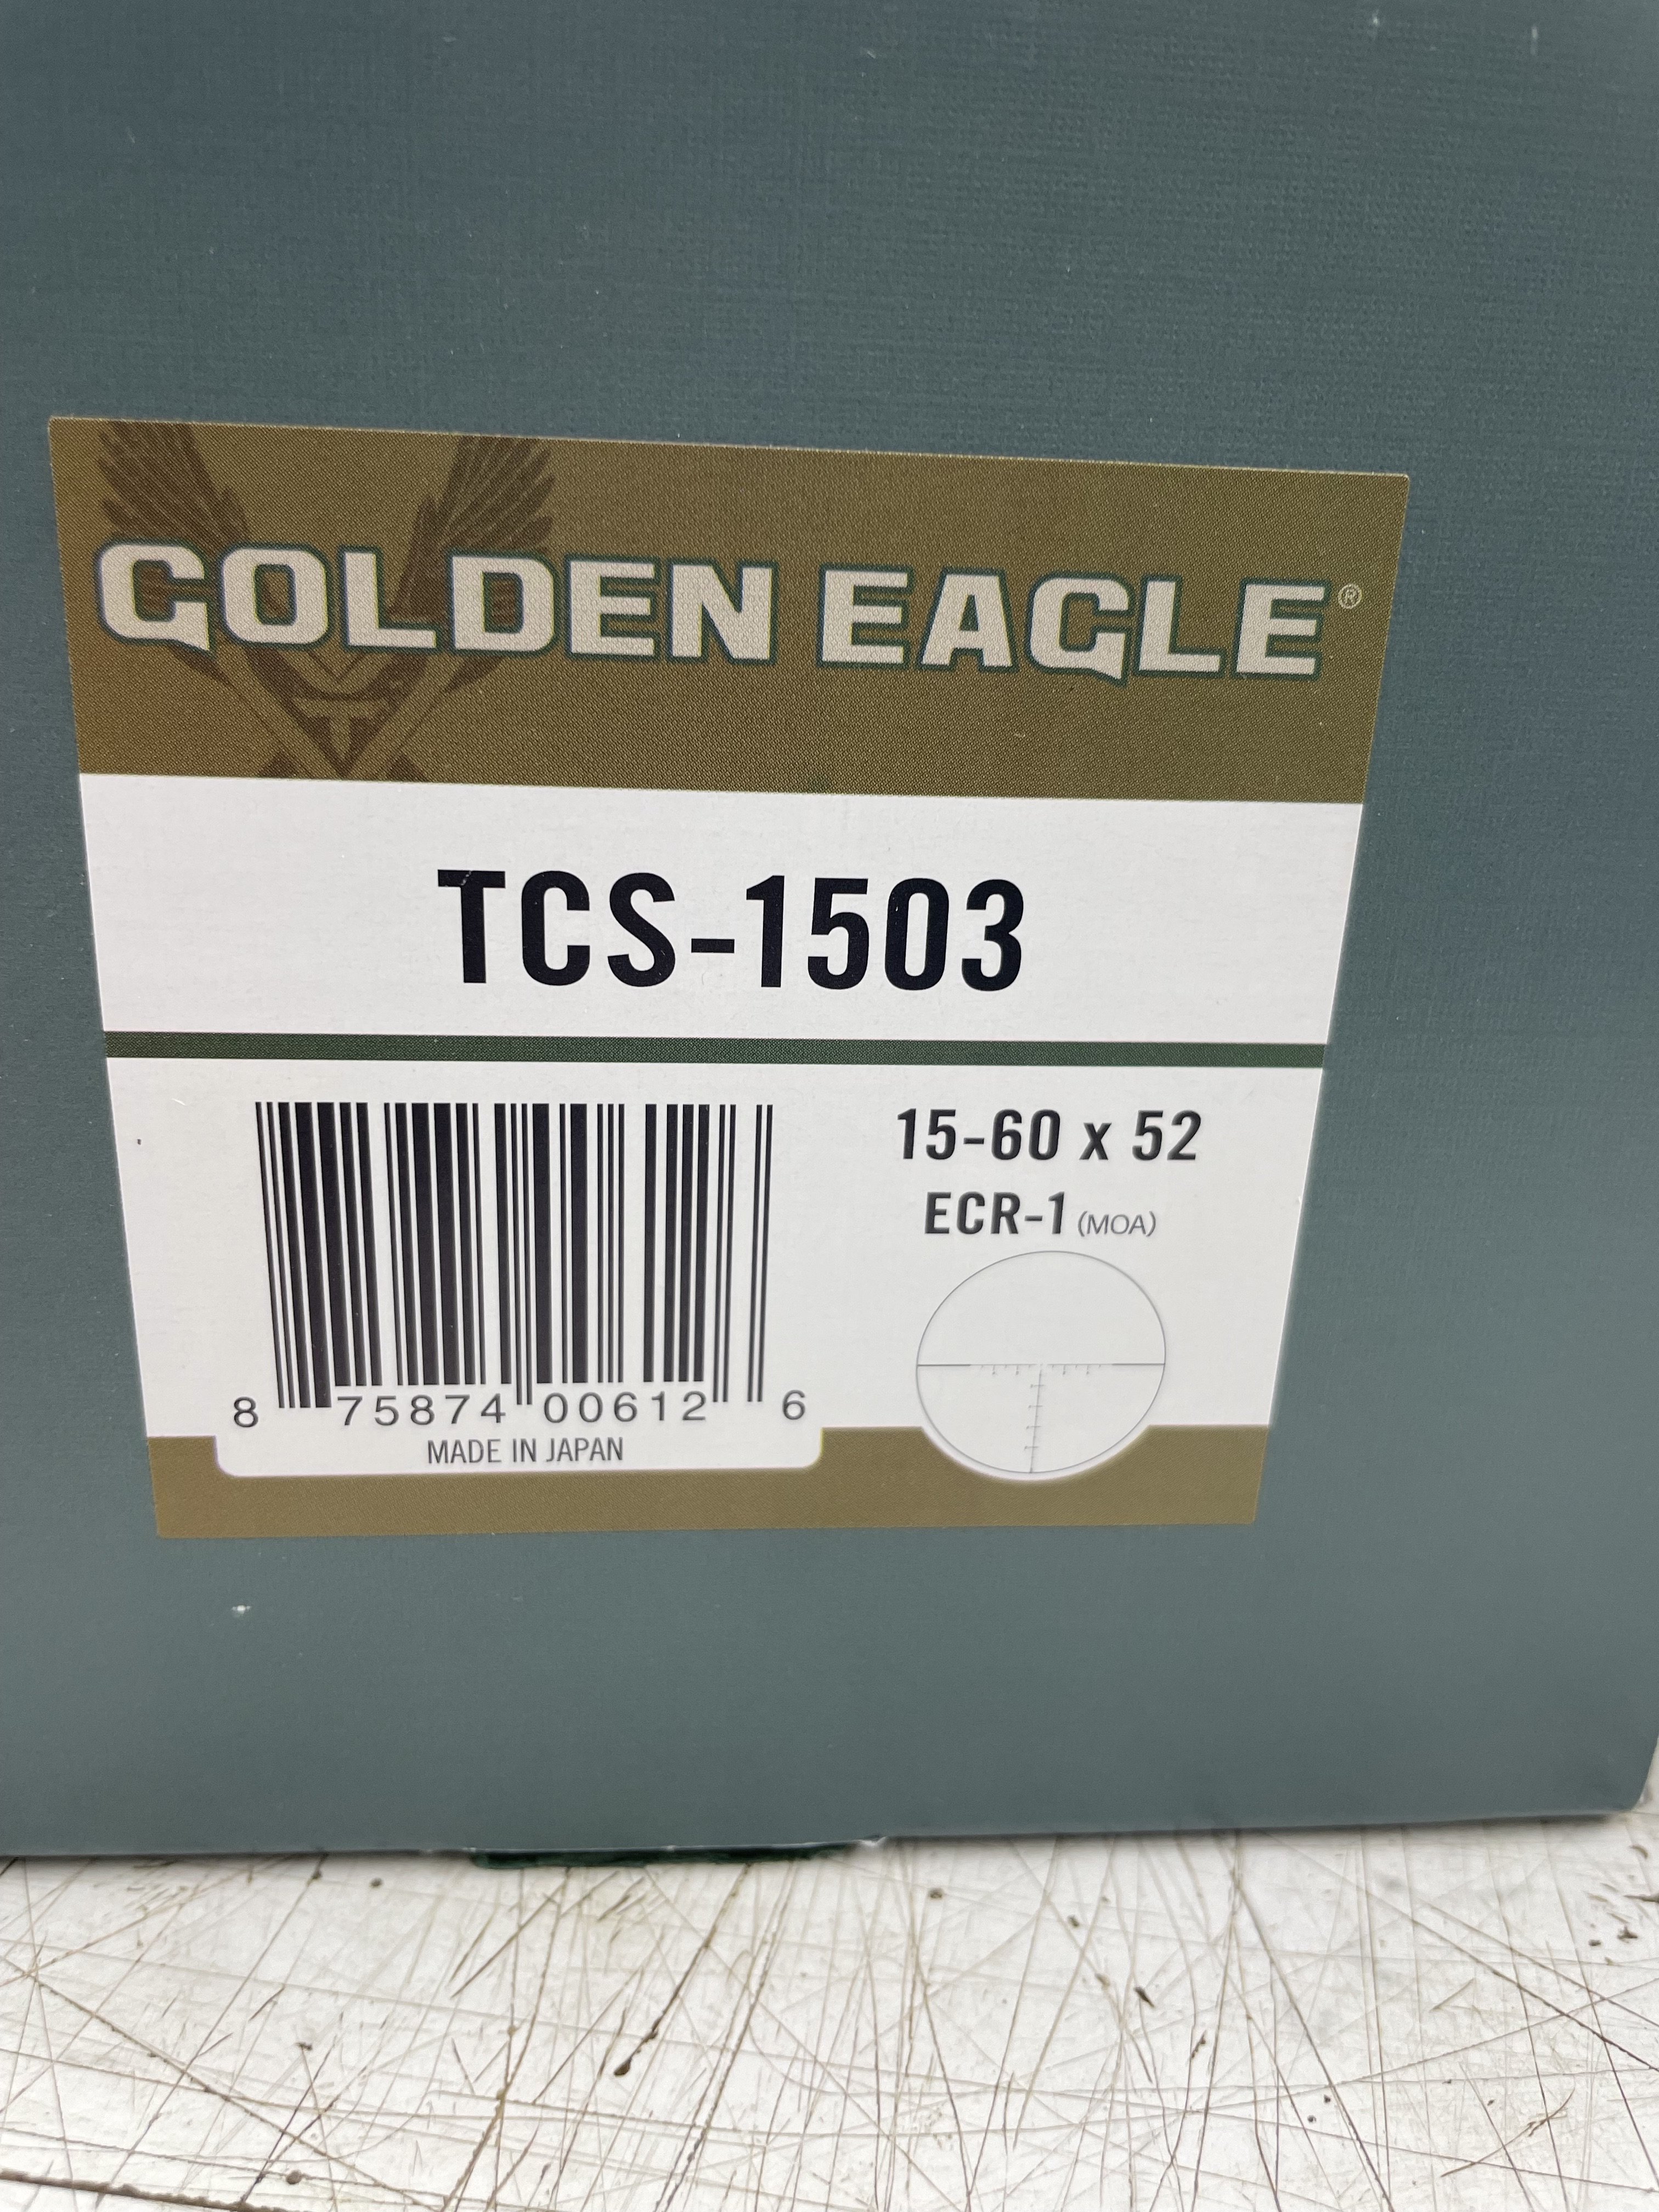 GOLDEN EAGLE®
TCS-1503
15-60 x 52
ECR-1 (MOA)
8 75874 00612 6
MADE IN JAPAN